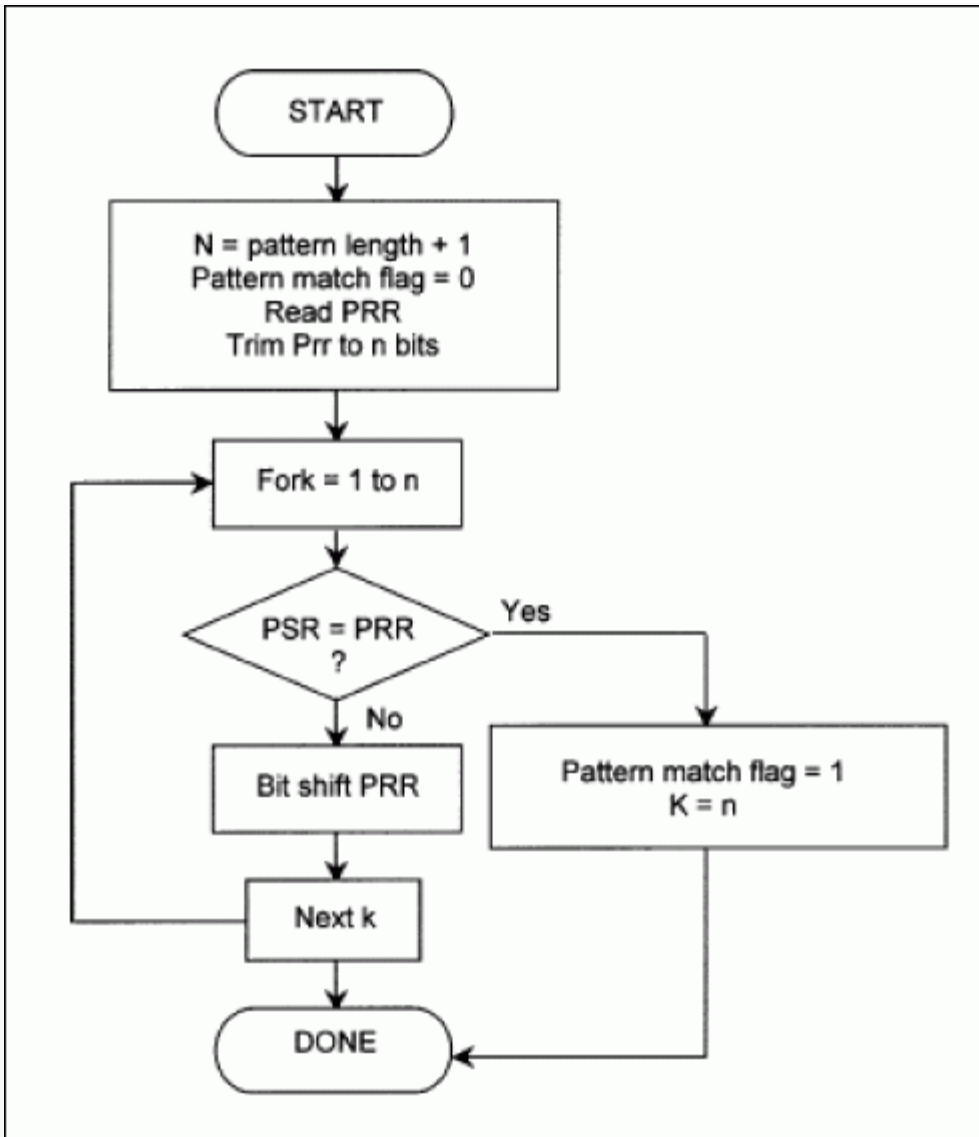 START
N = pattern length + 1
Pattern match flag = 0
Read PRR
Trim Prr to n bits
Fork = 1 to n
PSR = PRR
?
Yes
No
Bit shift PRR
Pattern match flag = 1
K = n
Next k
DONE